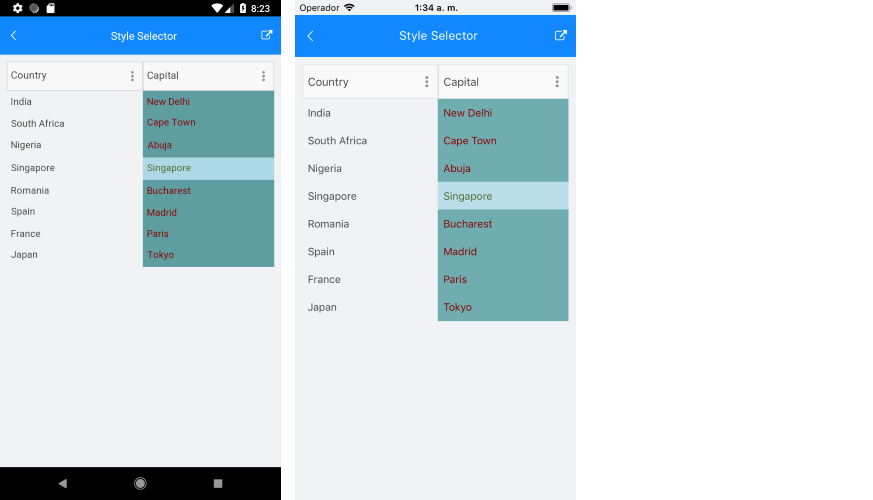 8:23
Style Selector
Country Capital
India New Delhi
South Africa Cape Town
Nigeria Abuja
Singapore Singapore
Romania Bucharest
Spain Madrid
France Paris
Japan Tokyo
Operador 1:34 a. m.
Style Selector
Country Capital
India New Delhi
South Africa Cape Town
Nigeria Abuja
Singapore Singapore
Romania Bucharest
Spain Madrid
France Paris
Japan Tokyo